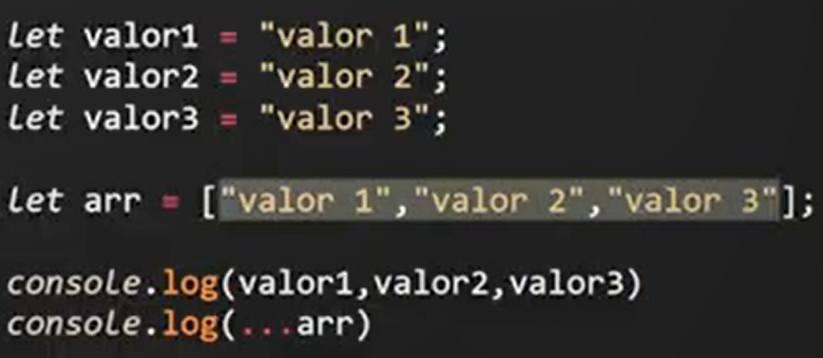 let valor1 = "valor 1";
let valor2 = "valor 2";
let valor3 = "valor 3";
let arr = ["valor 1","valor 2","valor 3"];
console.log(valor1,valor2,valor3)
console.log(...arr)